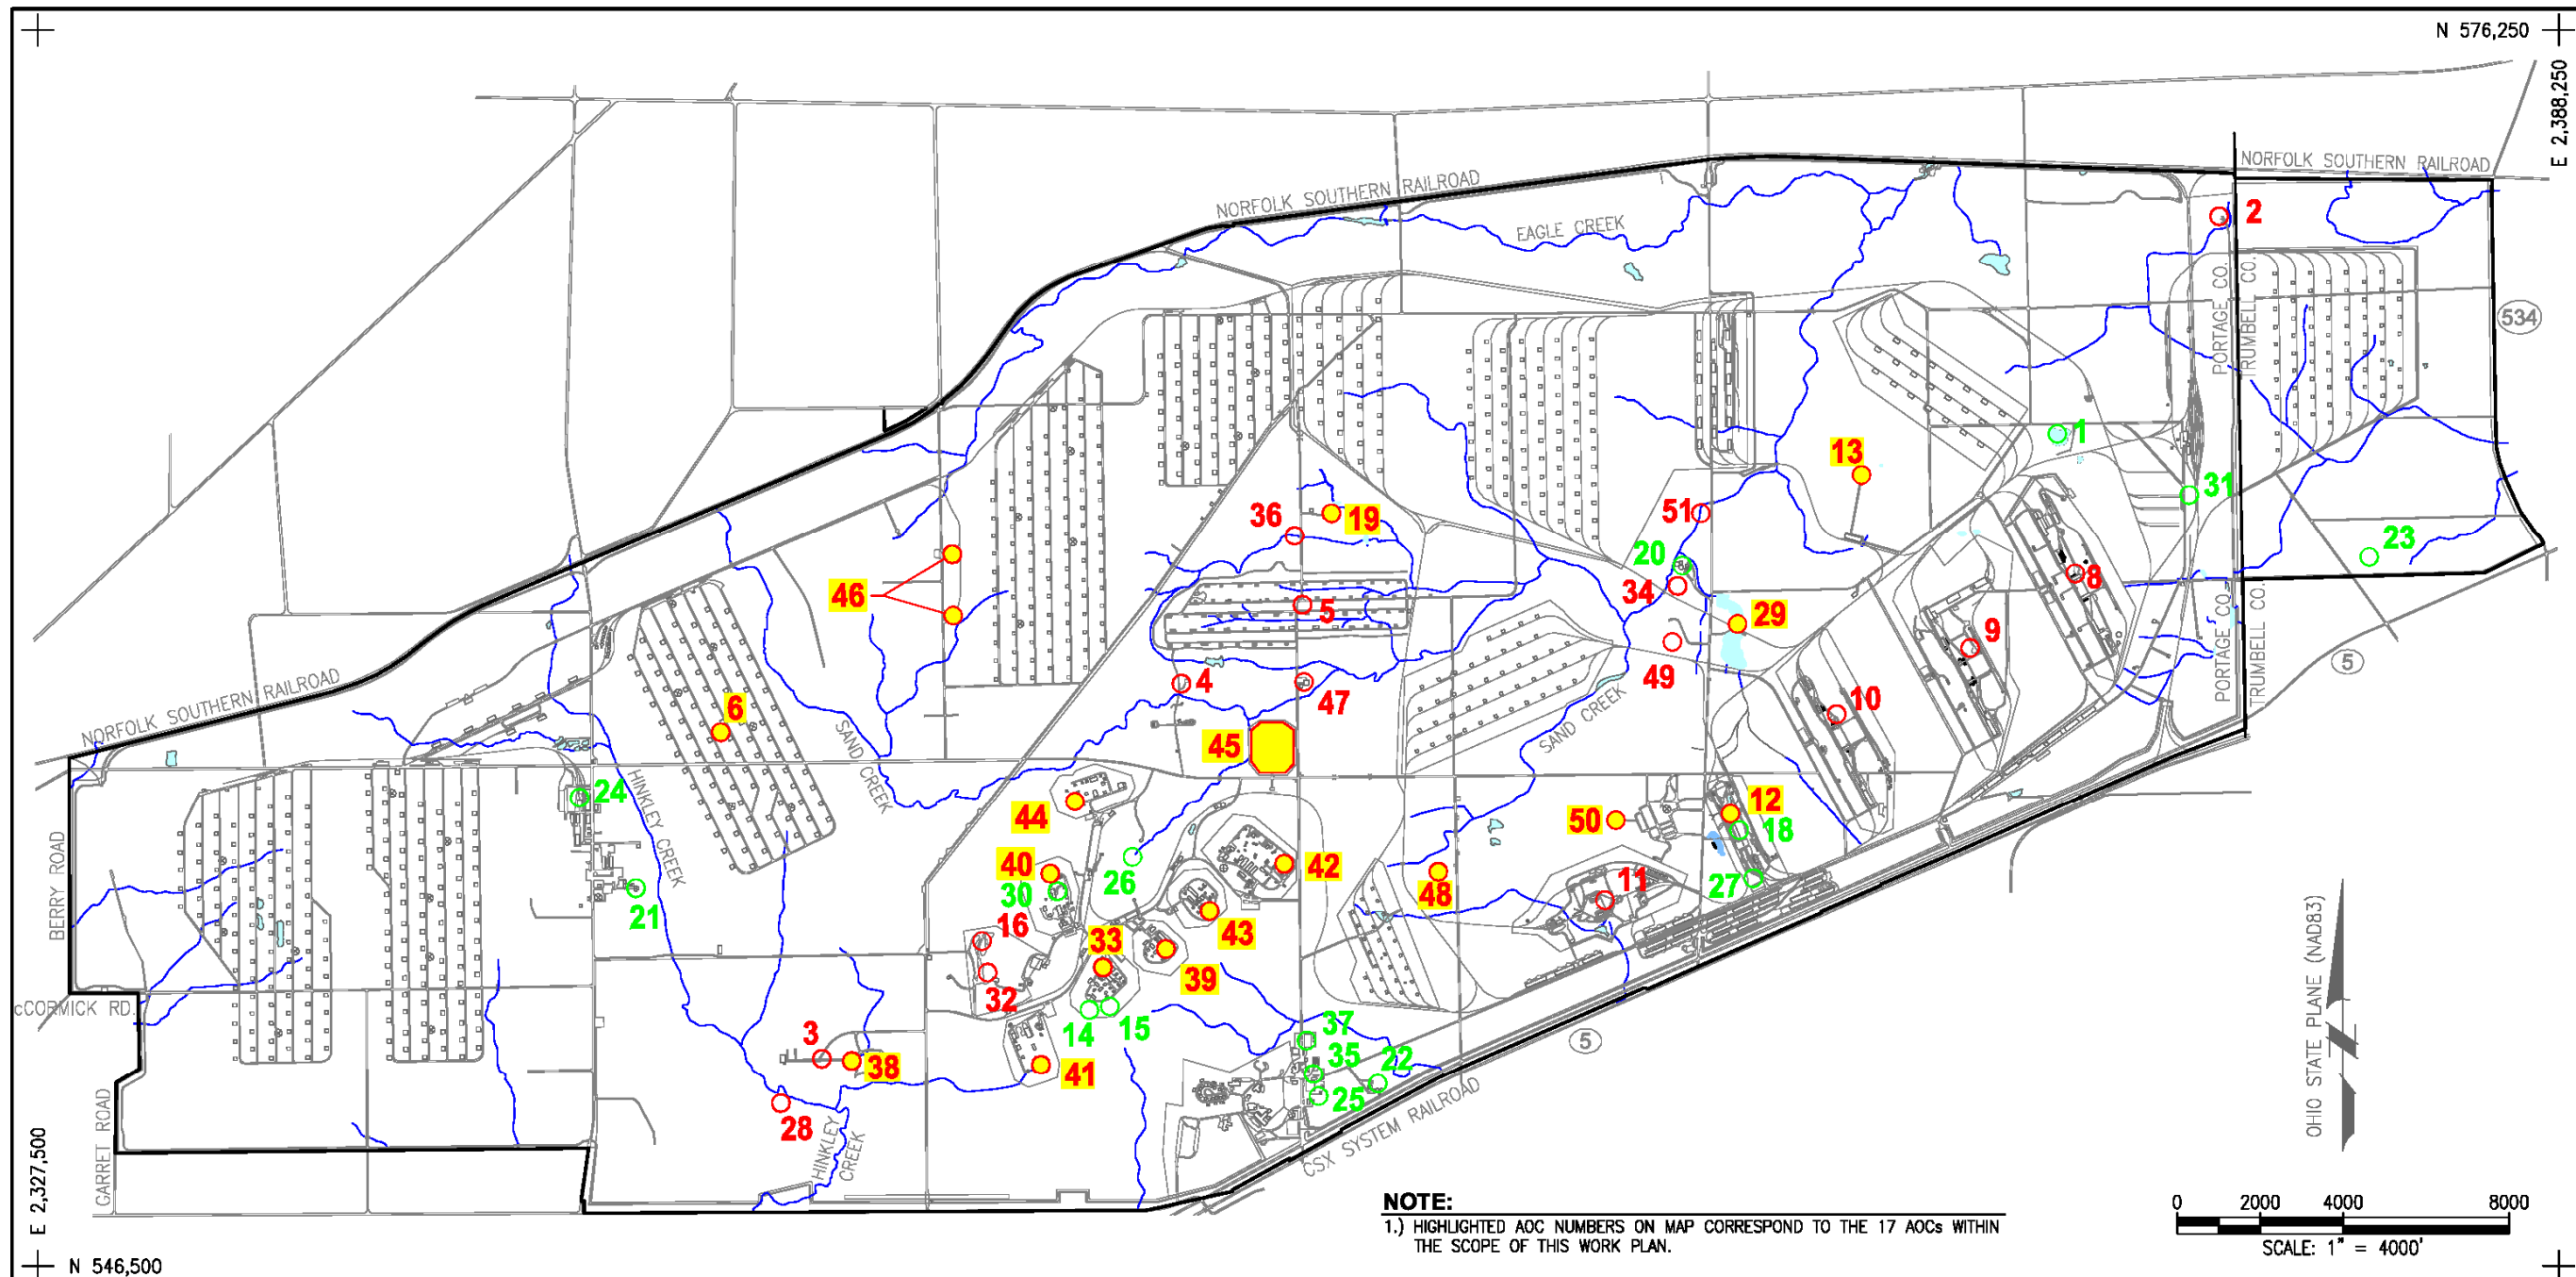 N 576,250
E 2,388,250
NORFOLK SOUTHERN RAILROAD
NORFOLK SOUTHERN RAILROAD
2
EAGLE CREEK
PORTAGE CO.
TRUMBELL CO.
534
1
13
31
36
19
51
20
23
46
34
8
5
29
9
49
PORTAGE CO.
TRUMBELL CO.
5
4
47
NORFOLK SOUTHERN RAILROAD
6
10
SAND CREEK
SAND CREEK
45
24
HINKLEY CREEK
44
50
12
18
BERRY ROAD
40
30
26
42
48
11
27
21
16
43
33
39
32
cCORMICK RD.
14
15
37
3
38
41
35
22
5
25
28
GARRET ROAD
HINKLEY
CREEK
CSX SYSTEM RAILROAD
OHIO STATE PLANE (NAD83)
E 2,327,500
N 546,500
NOTE:
1.) HIGHLIGHTED AOC NUMBERS ON MAP CORRESPOND TO THE 17 AOCs WITHIN
THE SCOPE OF THIS WORK PLAN.
0 2000 4000 8000
SCALE: 1" = 4000'